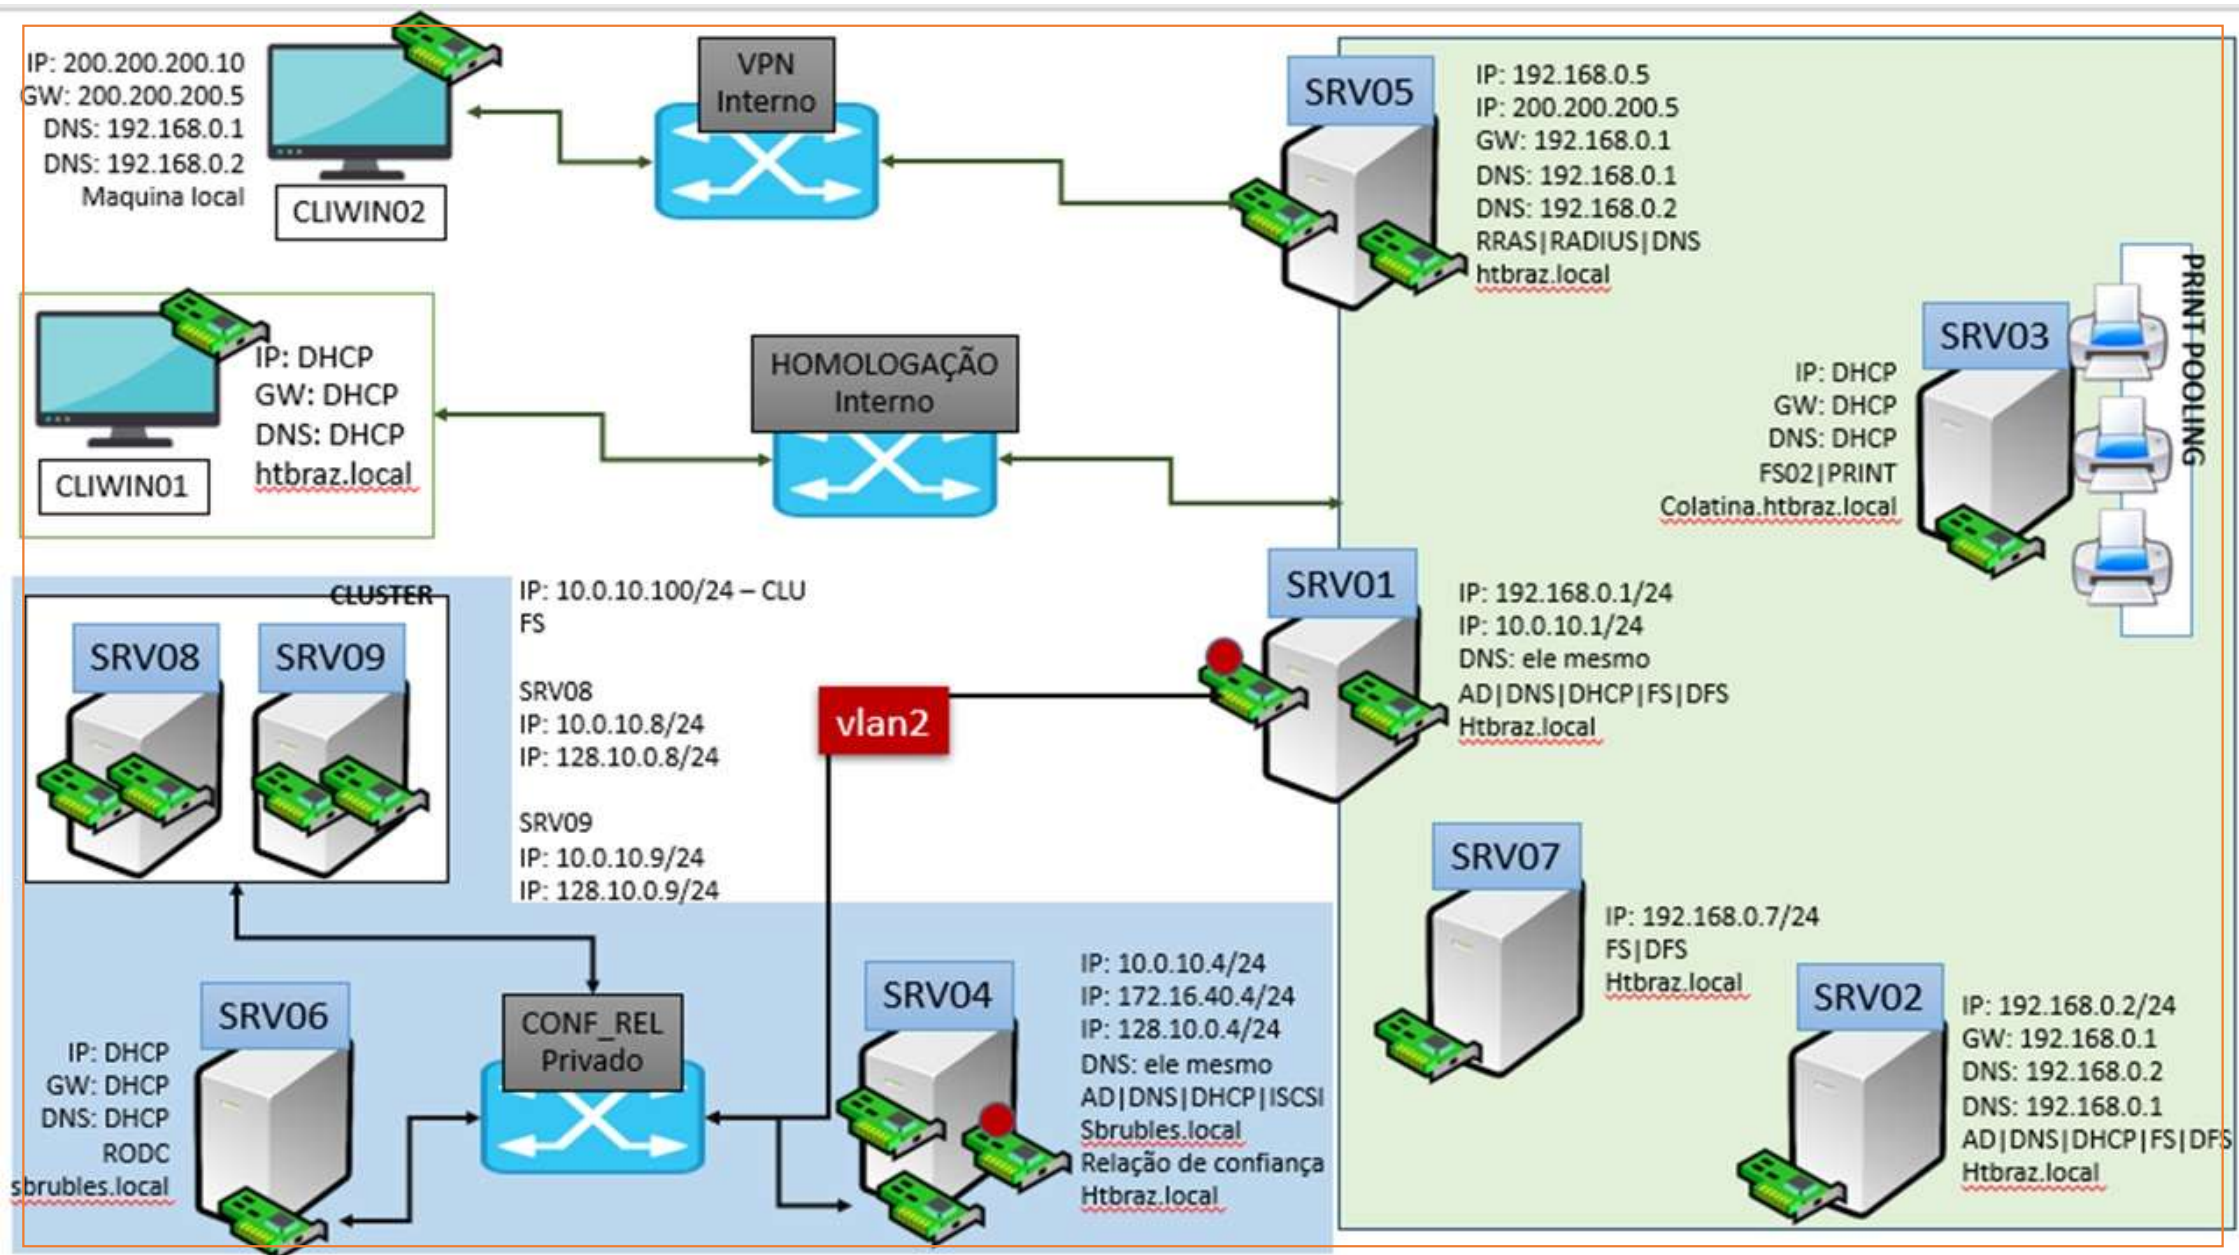 IP: 200.200.200.10
GW: 200.200.200.5
DNS: 192.168.0.1
DNS: 192.168.0.2
Maquina local
CLIWIN02
VPN
Interno
SRV05
IP: 192.168.0.5
IP: 200.200.200.5
GW: 192.168.0.1
DNS: 192.168.0.1
DNS: 192.168.0.2
RRAS|RADIUS|DNS
htbraz.local
IP: DHCP
GW: DHCP
DNS: DHCP
htbraz.local
CLIWIN01
HOMOLOGAÇÃO
Interno
SRV03
IP: DHCP
GW: DHCP
DNS: DHCP
FS02|PRINT
Colatina.htbraz.local
PRINT POOLING
CLUSTER
SRV08
SRV09
IP: 10.0.10.100/24 – CLU
FS
SRV08
IP: 10.0.10.8/24
IP: 128.10.0.8/24
SRV09
IP: 10.0.10.9/24
IP: 128.10.0.9/24
vlan2
SRV01
IP: 192.168.0.1/24
IP: 10.0.10.1/24
DNS: ele mesmo
AD|DNS|DHCP|FS|DFS
Htbraz.local
SRV07
IP: 192.168.0.7/24
FS|DFS
Htbraz.local
SRV06
IP: DHCP
GW: DHCP
DNS: DHCP
RODC
sbrubles.local
CONF_REL
Privado
SRV04
IP: 10.0.10.4/24
IP: 172.16.40.4/24
IP: 128.10.0.4/24
DNS: ele mesmo
AD|DNS|DHCP|ISCSI
Sbrubles.local
Relação de confiança
Htbraz.local
SRV02
IP: 192.168.0.2/24
GW: 192.168.0.1
DNS: 192.168.0.2
DNS: 192.168.0.1
AD|DNS|DHCP|FS|DFS
Htbraz.local